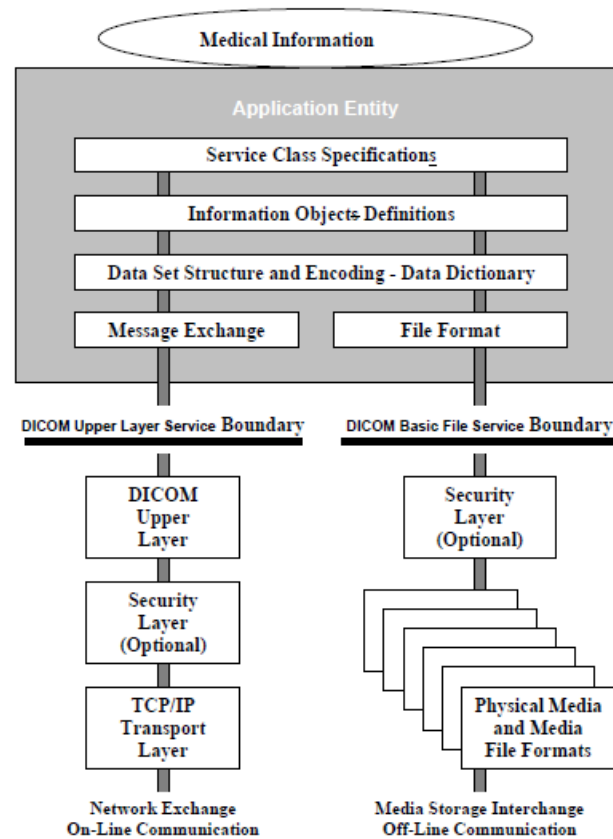 Medical Information
Application Entity
Service Class Specifications
Information Objects Definitions
Data Set Structure and Encoding - Data Dictionary
Message Exchange
File Format
DICOM Upper Layer Service Boundary
DICOM Basic File Service Boundary
DICOM
Upper
Layer
Security
Layer
(Optional)
Security
Layer
(Optional)
TCP/IP
Transport
Layer
Physical Media
and Media
File Formats
Network Exchange
On-Line Communication
Media Storage Interchange
Off-Line Communication